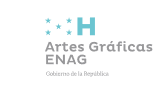 H
Artes Gráficas
ENAG
Gobierno de la República